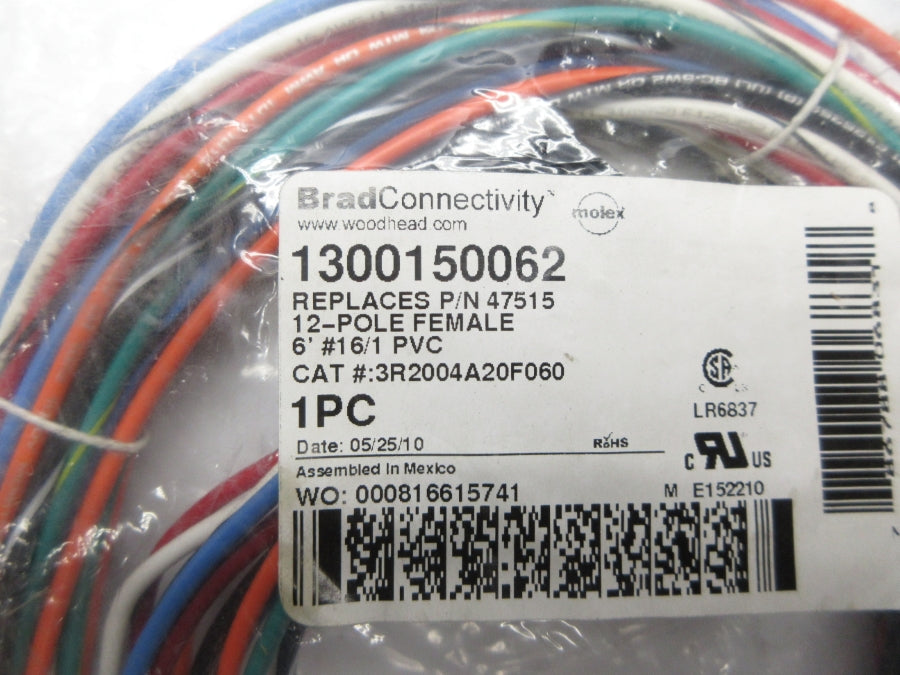 BradConnectivity
molex
www.woodhead.com
1300150062
REPLACES P/N 47515
12-POLE FEMALE
6' #16/1 PVC
CAT #:3R2004A20F060
1PC
LR6837
Date: 05/25/10
RoHS
Assembled in Mexico
C RU US
WO: 000816615741
M E152210